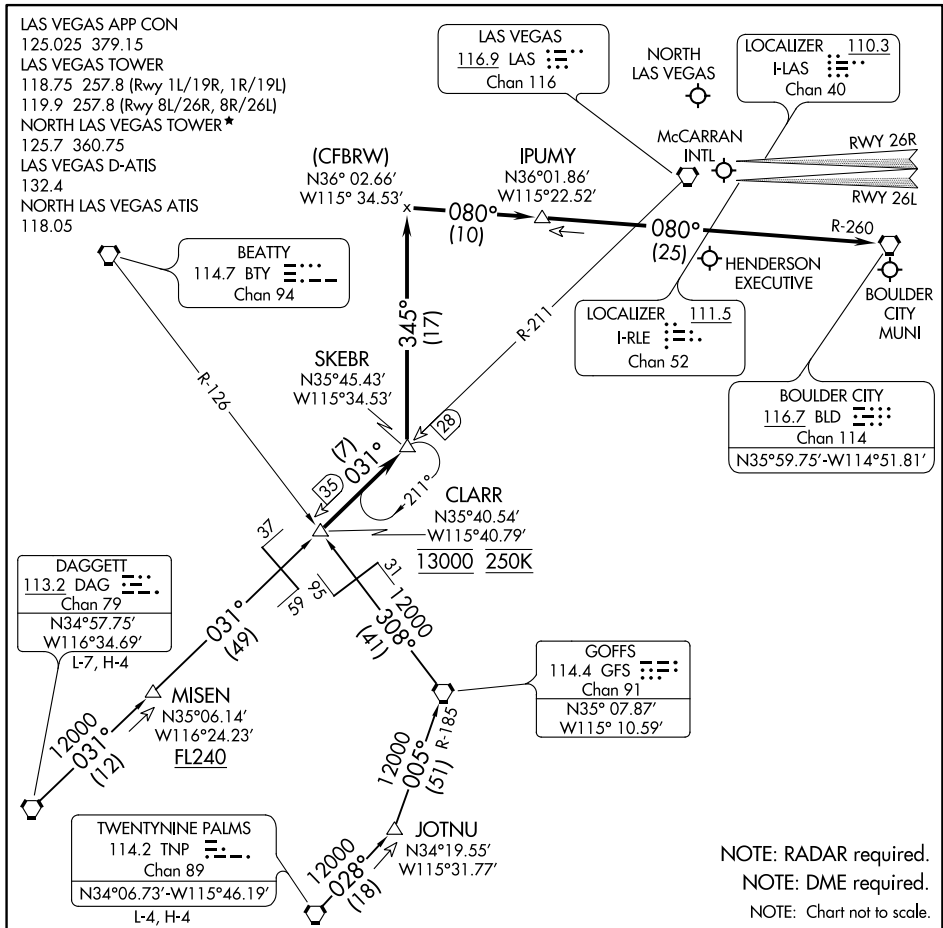 LAS VEGAS APP CON
125.025 379.15
LAS VEGAS TOWER
118.75 257.8 (Rwy 1L/19R, 1R/19L)
119.9 257.8 (Rwy 8L/26R, 8R/26L)
NORTH LAS VEGAS TOWER★
125.7 360.75
LAS VEGAS D-ATIS
132.4
NORTH LAS VEGAS ATIS
118.05
LAS VEGAS
116.9 LAS
Chan 116
NORTH
LAS VEGAS
LOCALIZER 110.3
I-LAS
Chan 40
McCARRAN
INTL
RWY 26R
RWY 26L
(CFBRW)
N36° 02.66'
W115° 34.53'
IPUMY
N36°01.86'
W115°22.52'
x
080°
(10)
080°
(25)
R-260
HENDERSON
EXECUTIVE
BOULDER
CITY
MUNI
BEATTY
114.7 BTY
Chan 94
LOCALIZER 111.5
I-RLE
Chan 52
R-211
345°
(17)
R-126
SKEBR
N35°45.43'
W115°34.53'
BOULDER CITY
116.7 BLD
Chan 114
N35°59.75'-W114°51.81'
28
(7)
031°
35
211°
CLARR
N35°40.54'
W115°40.79'
13000 250K
37
59
31
95
12000
308°
(41)
DAGGETT
113.2 DAG
Chan 79
N34°57.75'
W116°34.69'
L-7, H-4
031°
(49)
GOFFS
114.4 GFS
Chan 91
N35° 07.87'
W115° 10.59'
MISEN
N35°06.14'
W116°24.23'
FL240
12000
031°
(12)
12000
005°
(51)
R-185
JOTNU
N34°19.55'
W115°31.77'
TWENTYNINE PALMS
114.2 TNP
Chan 89
N34°06.73'-W115°46.19'
L-4, H-4
12000
028°
(18)
NOTE: RADAR required.
NOTE: DME required.
NOTE: Chart not to scale.